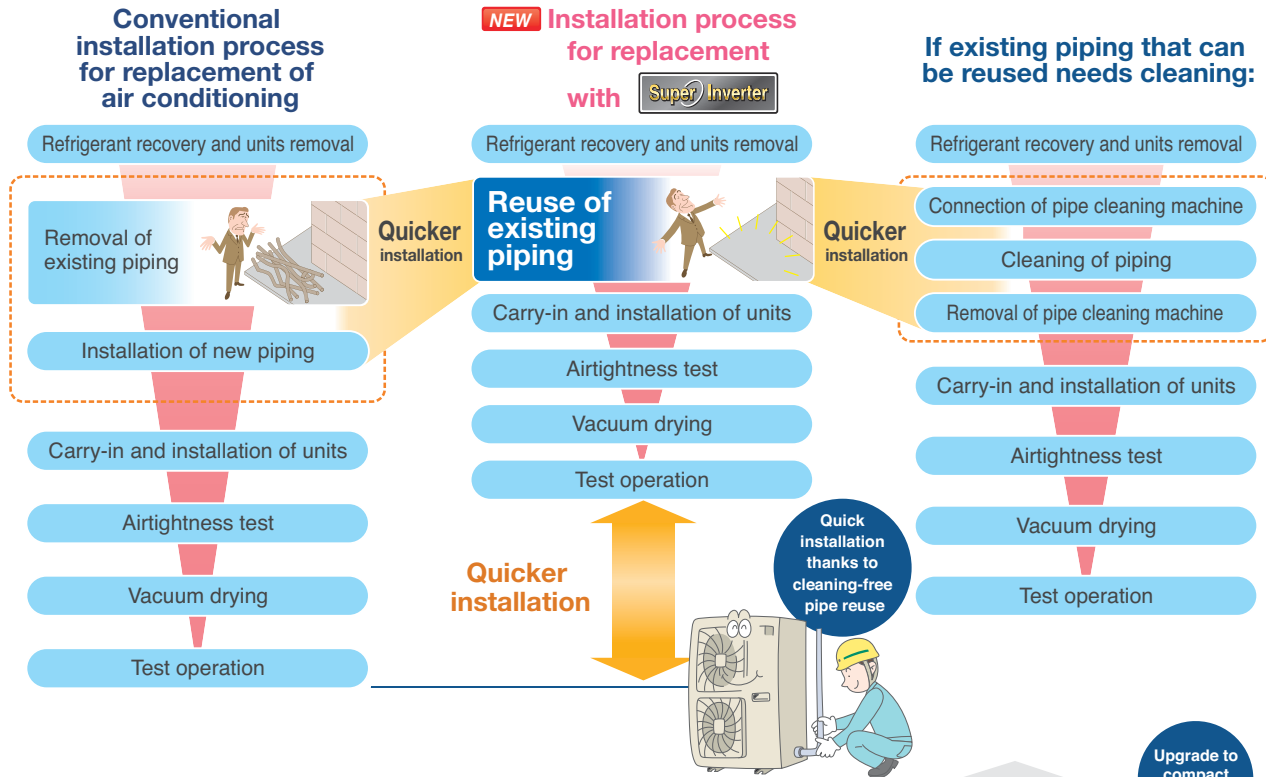 Conventional
installation process
for replacement of
air conditioning
Refrigerant recovery and units removal
Removal of
existing piping
Installation of new piping
Carry-in and installation of units
Airtightness test
Vacuum drying
Test operation
Quicker
installation
NEW Installation process
for replacement
with Super Inverter
Refrigerant recovery and units removal
Reuse of
existing
piping
Carry-in and installation of units
Airtightness test
Vacuum drying
Test operation
Quicker
installation
Quick
installation
thanks to
cleaning-free
pipe reuse
Quicker
installation
If existing piping that can
be reused needs cleaning:
Refrigerant recovery and units removal
Connection of pipe cleaning machine
Cleaning of piping
Removal of pipe cleaning machine
Carry-in and installation of units
Airtightness test
Vacuum drying
Test operation
Upgrade to
compact